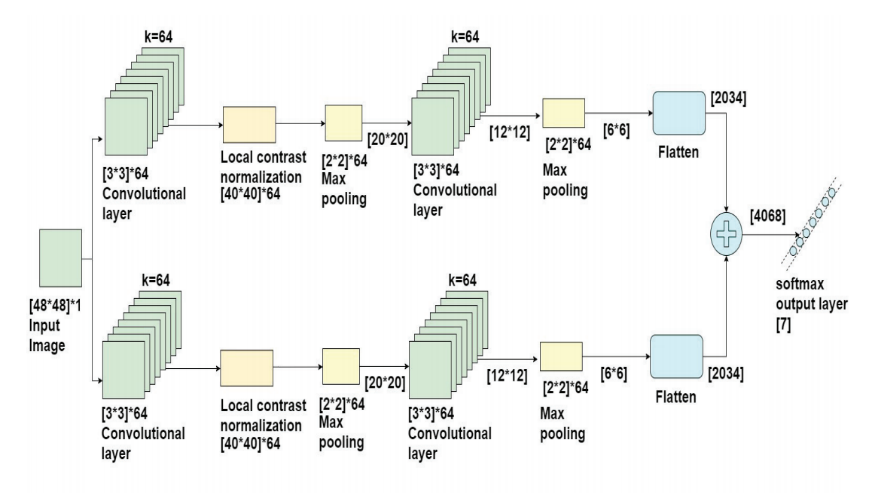 k=64
[3*3]*64
Convolutional
layer
Local contrast
normalization
[40*40]*64
[2*2]*64
Max
pooling
[20*20]
k=64
[3*3]*64
Convolutional
layer
[12*12]
[2*2]*64
Max
pooling
[6*6]
Flatten
[2034]
[48*48]*1
Input
Image
k=64
[3*3]*64
Convolutional
layer
Local contrast
normalization
[40*40]*64
[2*2]*64
Max
pooling
[20*20]
k=64
[3*3]*64
Convolutional
layer
[12*12]
[2*2]*64
Max
pooling
[6*6]
Flatten
[2034]
[4068]
softmax
output layer
[7]